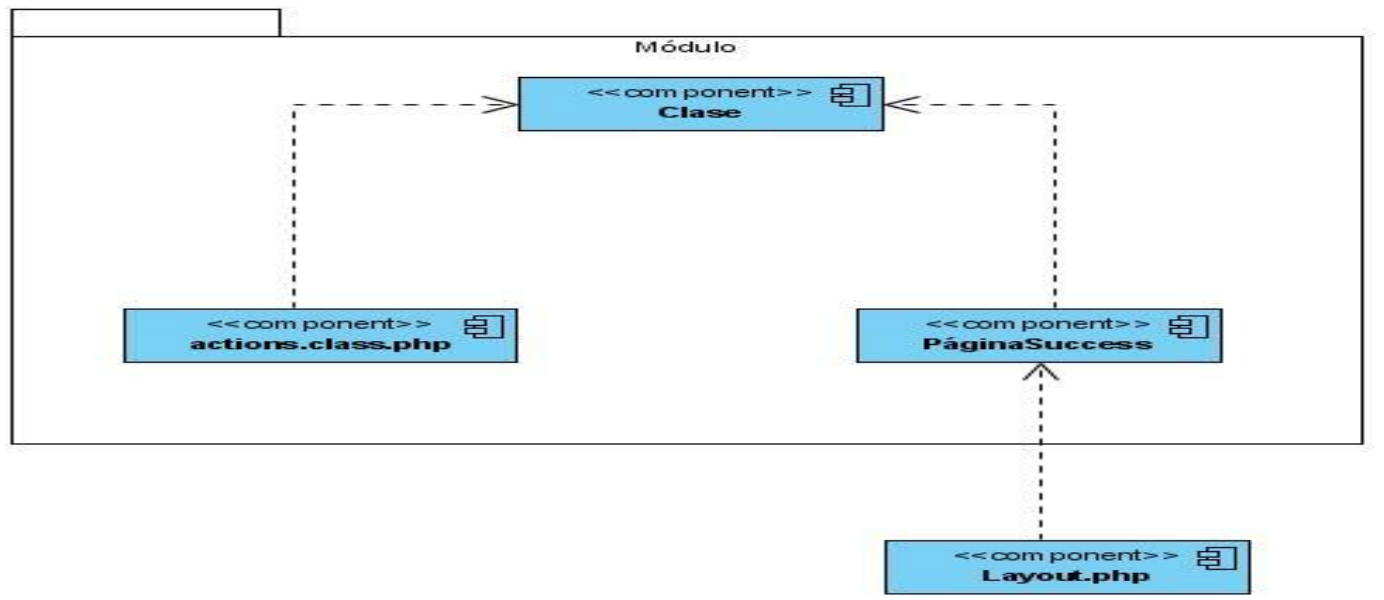 Módulo
<<component>>
Clase
<<component>>
actions.class.php
<<component>>
PáginaSuccess
<<component>>
Layout.php